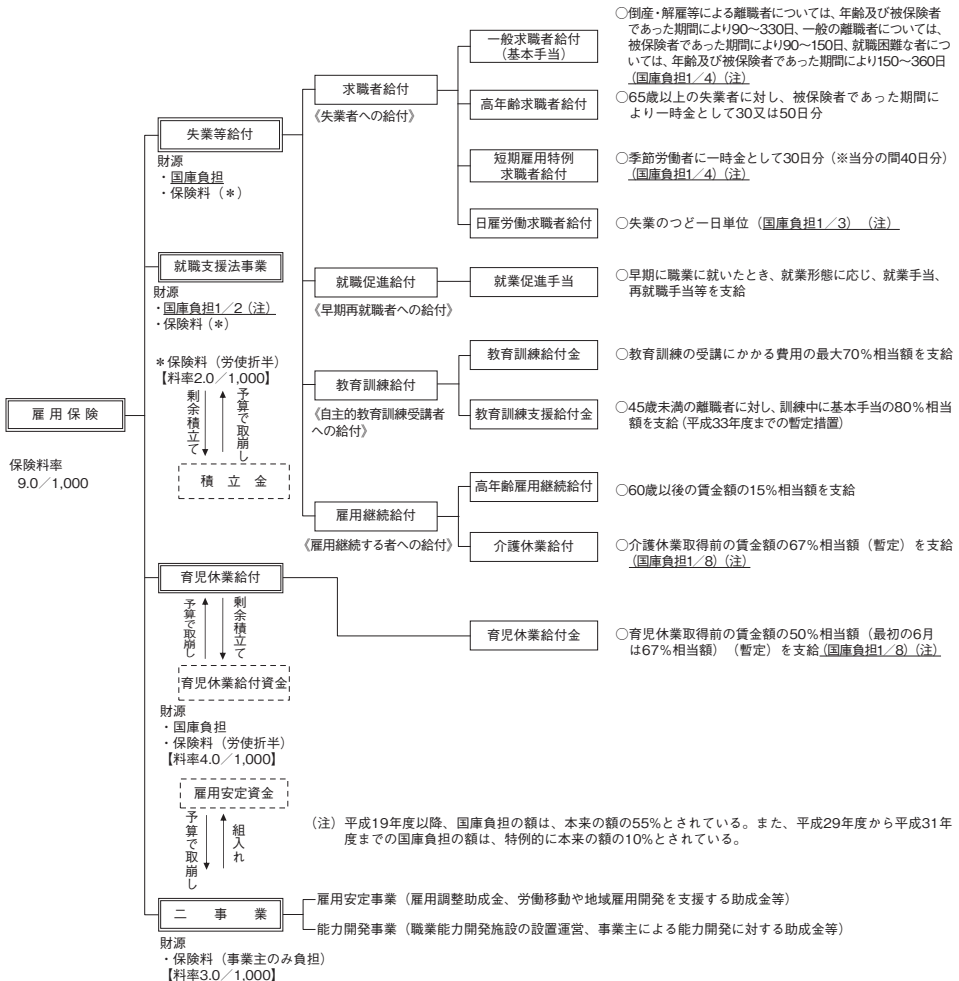 雇用保険
保険料率
9.0／1,000
失業等給付
財源
・国庫負担
・保険料（＊）
就職支援法事業
財源
・国庫負担1／2（注）
・保険料（＊）
＊保険料（労使折半）
【料率2.0／1,000】
剰余積立て
予算で取崩し
積立金
育児休業給付
予算で取崩し
剰余積立て
育児休業給付資金
財源
・国庫負担
・保険料（労使折半）
【料率4.0／1,000】
雇用安定資金
予算で取崩し
組入れ
二事業
財源
・保険料（事業主のみ負担）
【料率3.0／1,000】
求職者給付
《失業者への給付》
就職促進給付
《早期再就職者への給付》
教育訓練給付
《自主的教育訓練受講者
への給付》
雇用継続給付
《雇用継続する者への給付》
一般求職者給付
（基本手当）
○倒産・解雇等による離職者については、年齢及び被保険者
であった期間により90～330日、一般の離職者については、
被保険者であった期間により90～150日、就職困難な者につ
いては、年齢及び被保険者であった期間により150～360日
（国庫負担1／4）（注）
高年齢求職者給付
○65歳以上の失業者に対し、被保険者であった期間に
より一時金として30又は50日分
短期雇用特例
求職者給付
○季節労働者に一時金として30日分（※当分の間40日分）
（国庫負担1／4）（注）
日雇労働求職者給付
○失業のつど一日単位（国庫負担1／3）（注）
就業促進手当
○早期に職業に就いたとき、就業形態に応じ、就業手当、
再就職手当等を支給
教育訓練給付金
○教育訓練の受講にかかる費用の最大70％相当額を支給
教育訓練支援給付金
○45歳未満の離職者に対し、訓練中に基本手当の80％相当
額を支給（平成33年度までの暫定措置）
高年齢雇用継続給付
○60歳以後の賃金額の15％相当額を支給
介護休業給付
○介護休業取得前の賃金額の67％相当額（暫定）を支給
（国庫負担1／8）（注）
育児休業給付金
○育児休業取得前の賃金額の50％相当額（最初の6月
は67％相当額）（暫定）を支給（国庫負担1／8）（注）
（注）平成19年度以降、国庫負担の額は、本来の額の55％とされている。また、平成29年度から平成31年
度までの国庫負担の額は、特例的に本来の額の10％とされている。
雇用安定事業（雇用調整助成金、労働移動や地域雇用開発を支援する助成金等）
能力開発事業（職業能力開発施設の設置運営、事業主による能力開発に対する助成金等）